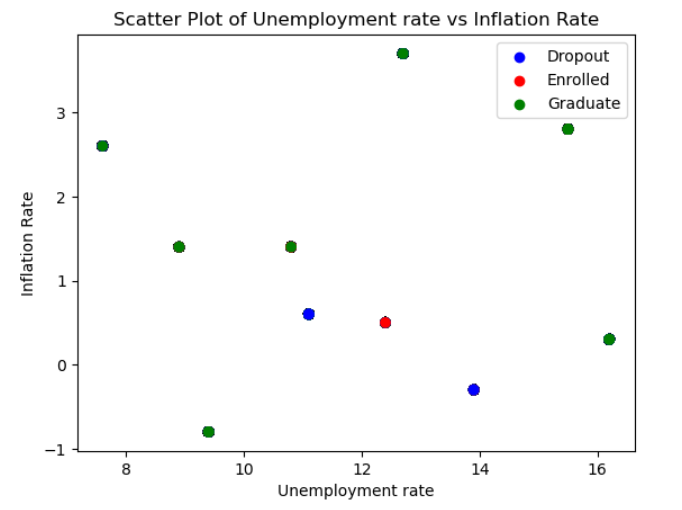 Scatter Plot of Unemployment rate vs Inflation Rate
Dropout
Enrolled
Graduate
Inflation Rate
3
2
1
0
−1
8 10 12 14 16
Unemployment rate